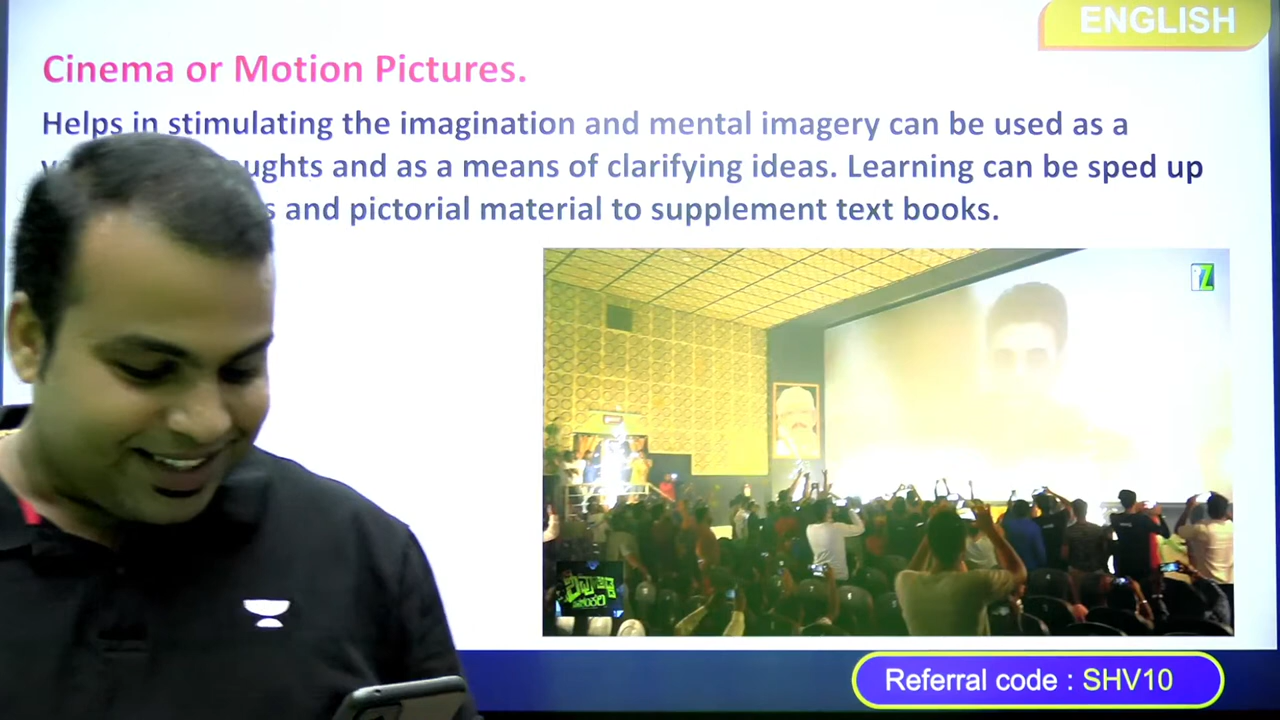 ENGLISH
Cinema or Motion Pictures.
Helps in stimulating the imagination and mental imagery can be used as a
and as a means of clarifying ideas. Learning can be sped up
and pictorial material to supplement text books.
Z
Referral code : SHV10